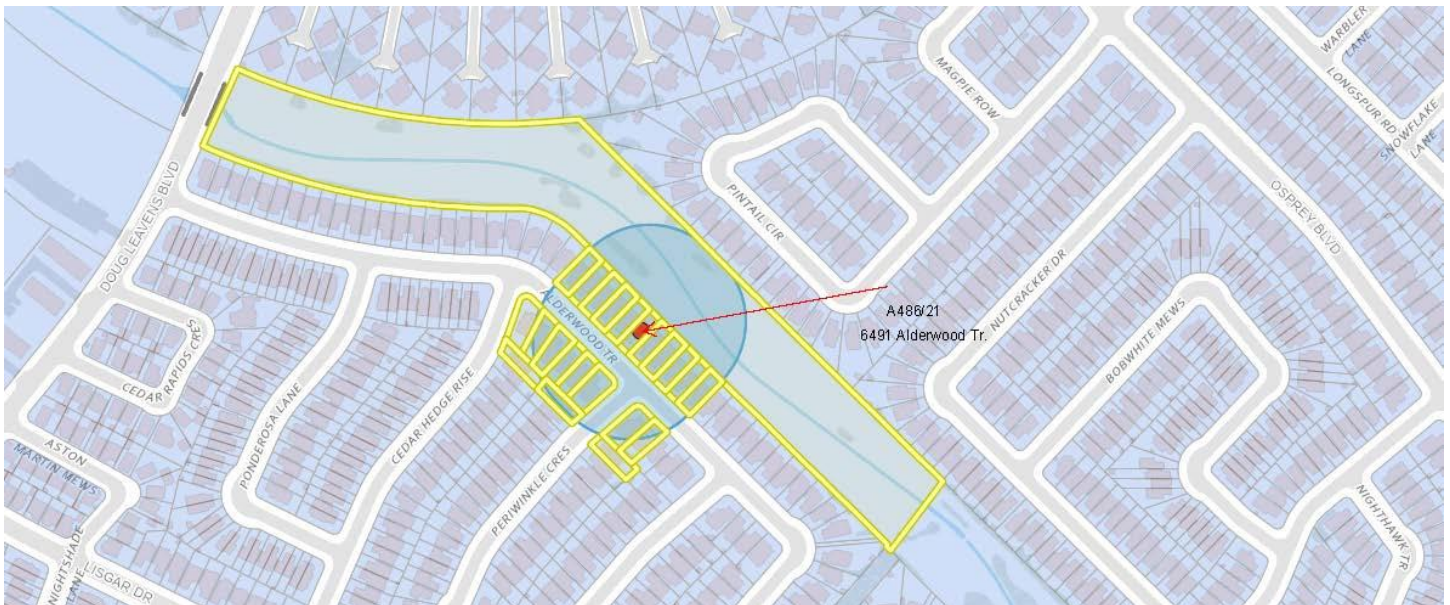 WARBLER
LANE
LONGSPUR RD
SNOWFLAKE
LANE
MAGPIE ROW
PINTAIL CIR
OSPREY BLVD
DOUG LEAVENS BLVD
NUTCRACKER DR
A486/21
6491 Alderwood Tr.
ALDERWOOD TR
BOBWHITE MEWS
CEDAR RAPIDS CRES
PONDEROSA LANE
CEDAR HEDGE RISE
PERIWINKLE CRES
ASTON
MARTIN MEWS
NIGHTHAWK TR
NIGHTSHADE
LANE
LISGAR DR